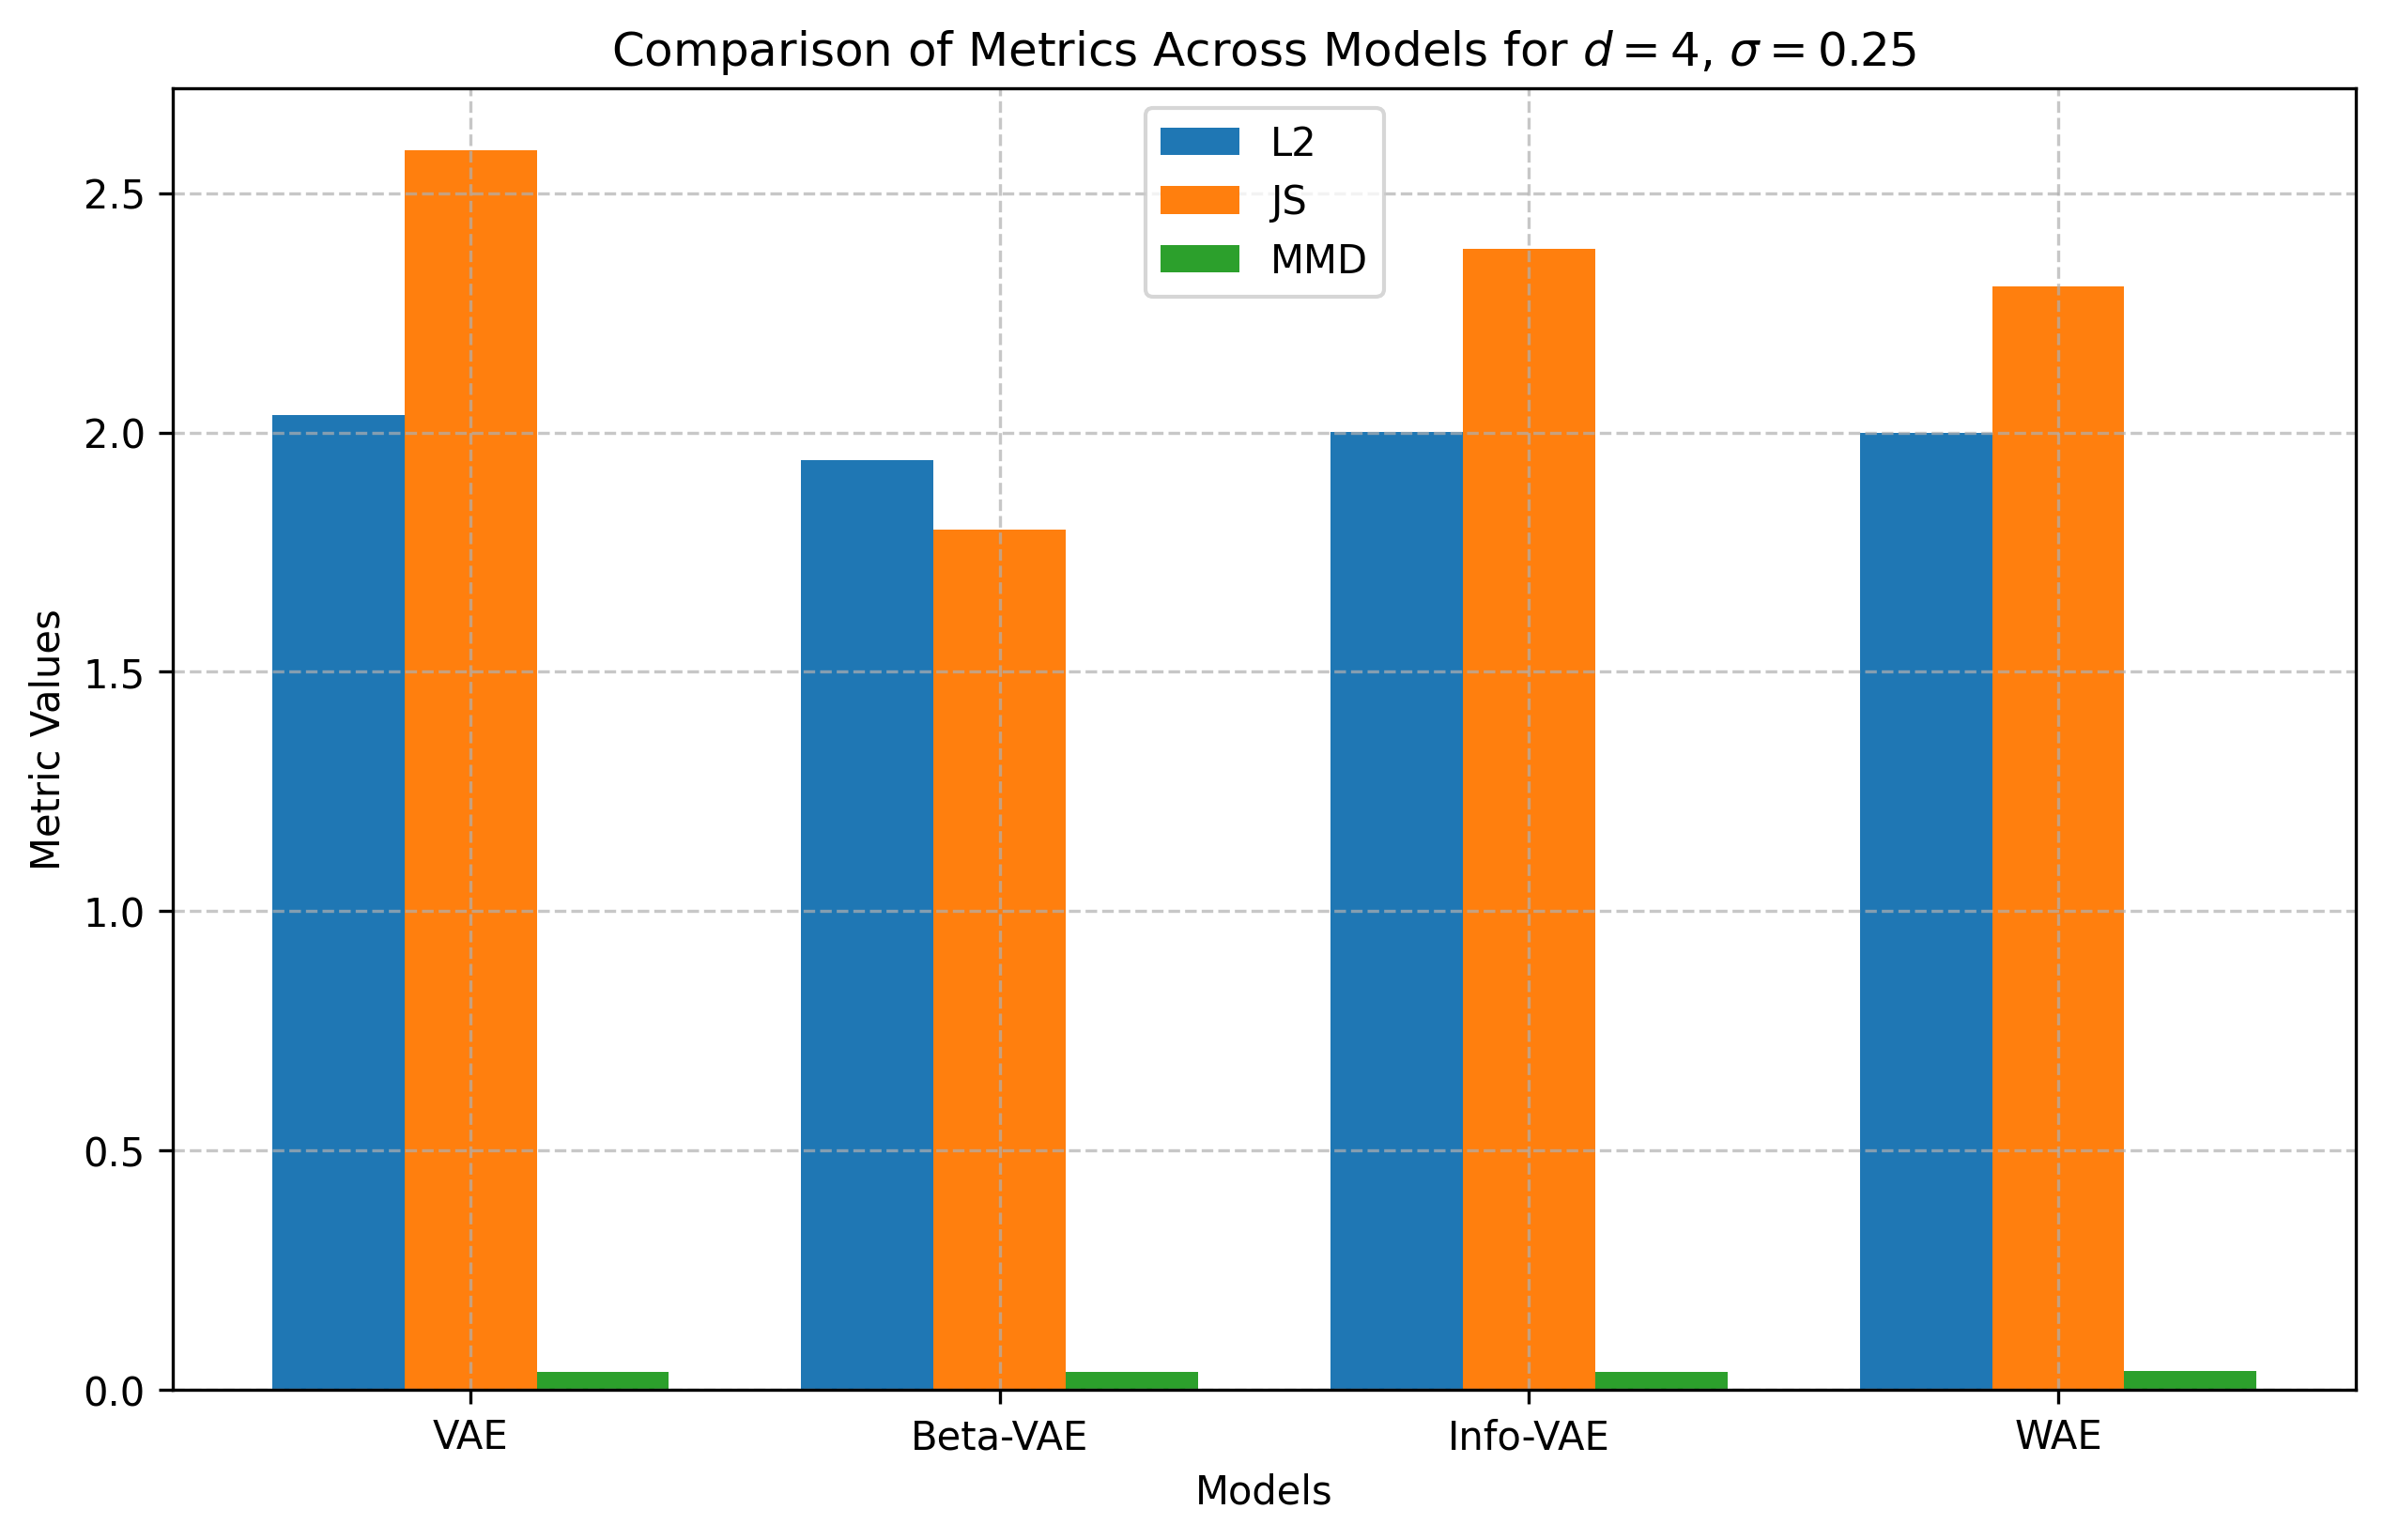 Comparison of Metrics Across Models for d = 4, σ = 0.25
L2
JS
MMD
Metric Values
2.5
2.0
1.5
1.0
0.5
0.0
VAE
Beta-VAE
Info-VAE
WAE
Models